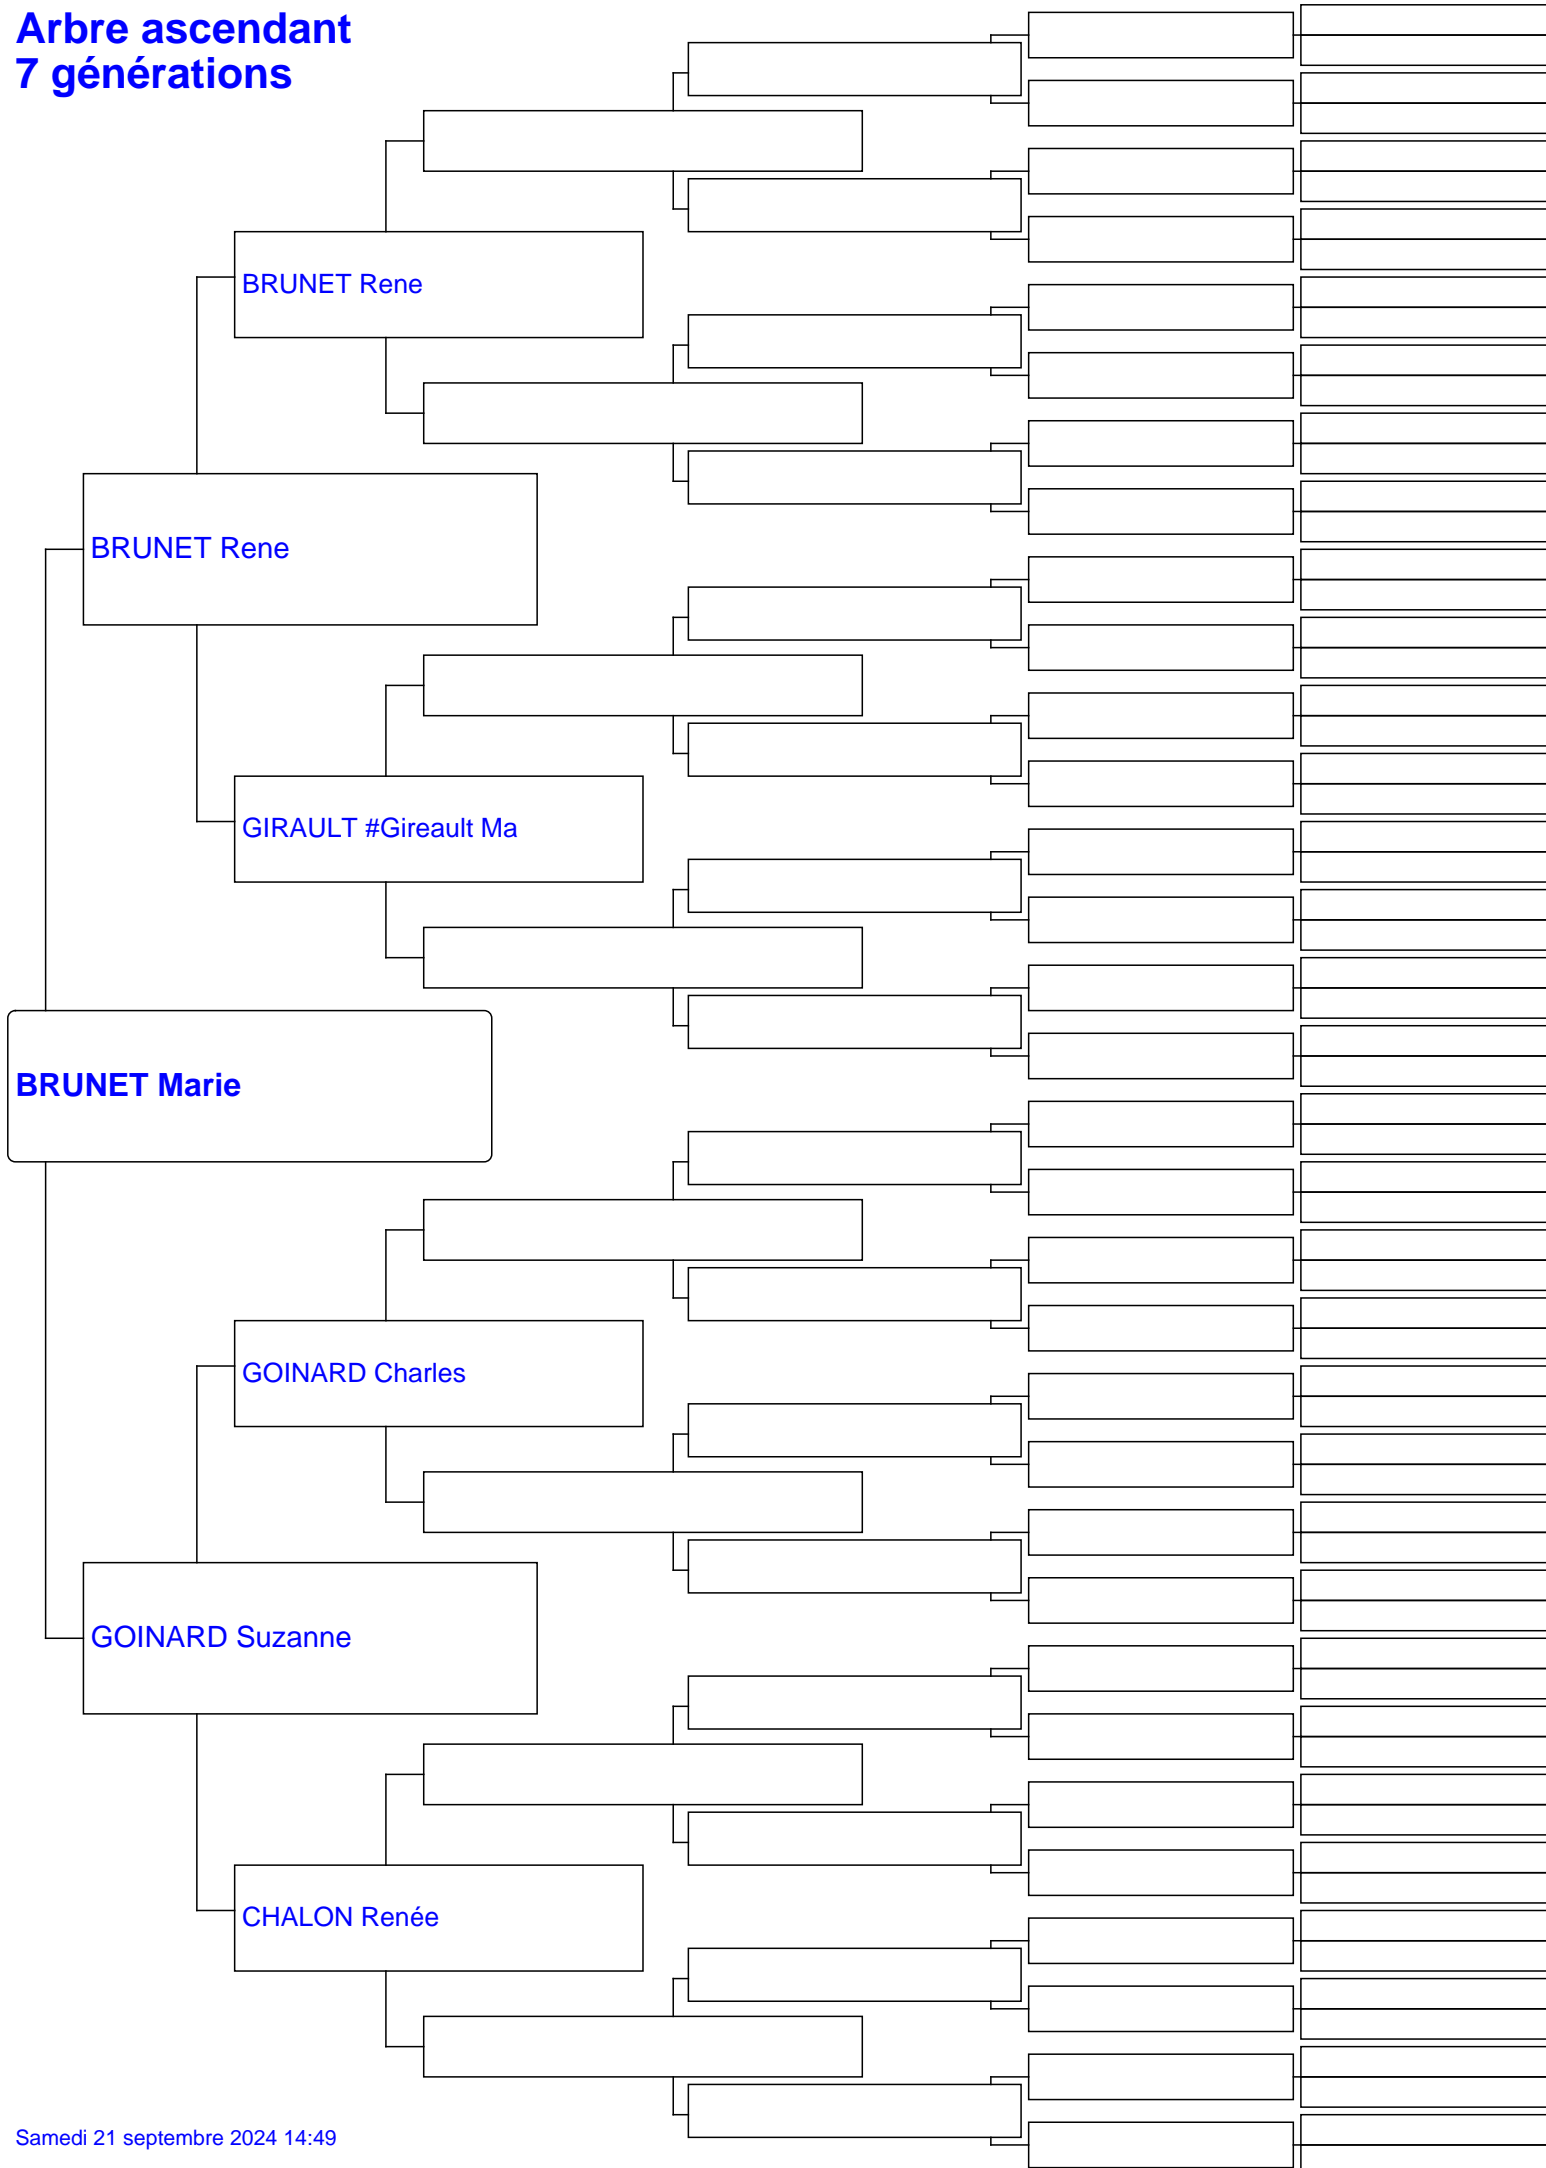 Arbre ascendant
7 générations
BRUNET Rene
BRUNET Rene
GIRAULT #Gireault Ma
BRUNET Marie
GOINARD Charles
GOINARD Suzanne
CHALON Renée
Samedi 21 septembre 2024 14:49